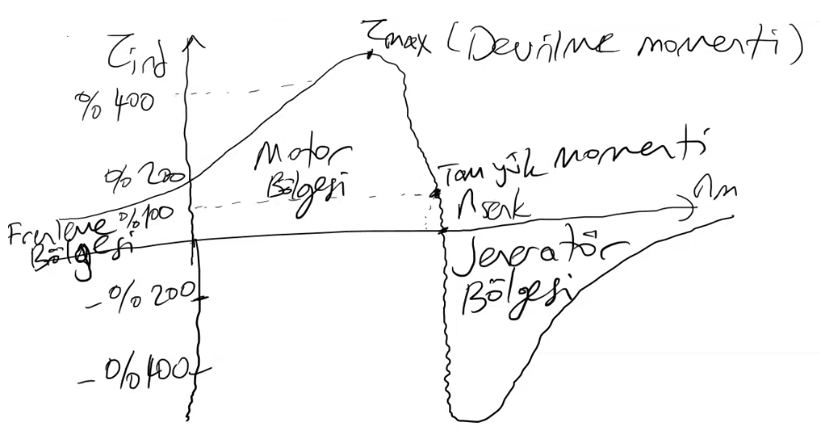 τind
τmax (Devrilme momenti)
%400
Motor
Bölgesi
%200
Tam yük momenti
%100
nsenk
nm
Frenleme
Bölgesi
Jeneratör
Bölgesi
-%200
-%400